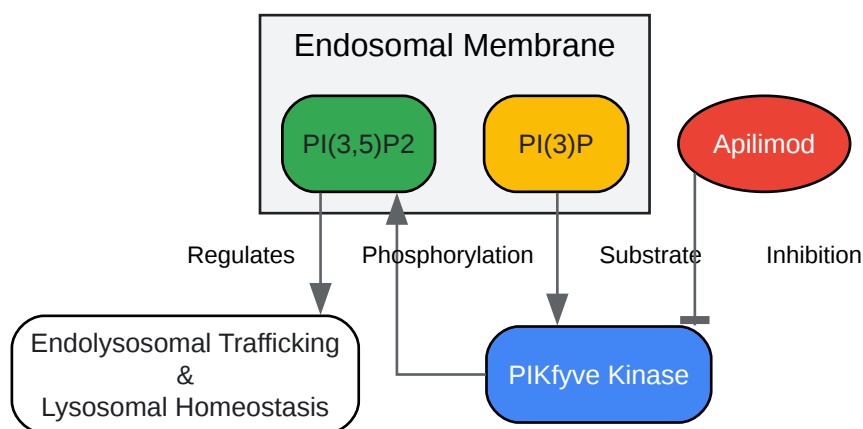 Endosomal Membrane
PI(3,5)P2
PI(3)P
Apilimod
Regulates
Phosphorylation
Substrate
Inhibition
Endolysosomal Trafficking
&
Lysosomal Homeostasis
PIKfyve Kinase